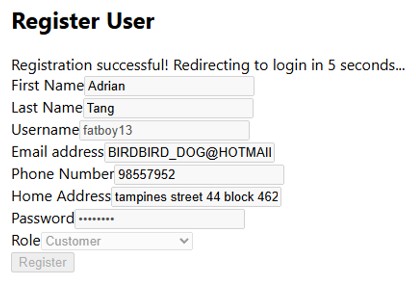 Register User
Registration successful! Redirecting to login in 5 seconds...
First Name Adrian
Last Name Tang
Username fatboy13
Email address BIRDBIRD_DOG@HOTMAIl
Phone Number 98557952
Home Address tampines street 44 block 462
Password ••••••••
Role Customer
Register